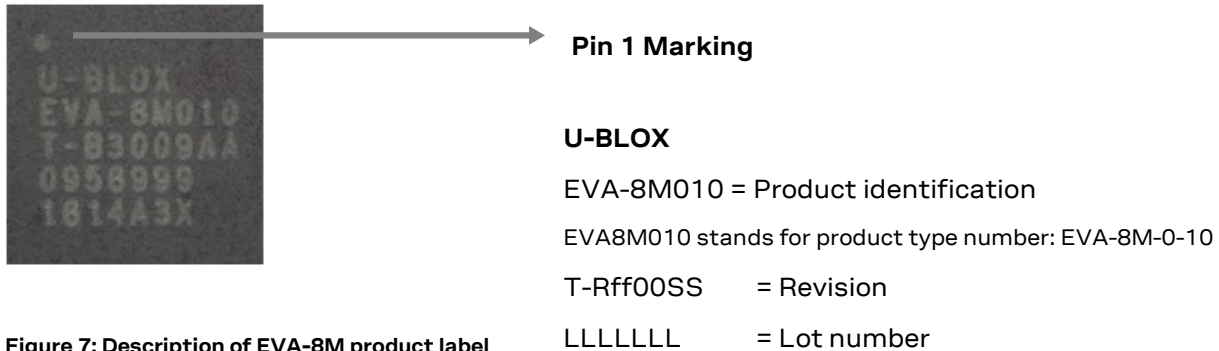 U-BLOX
EVA-8M010
T-B3009AA
0956999
1614A3X
Pin 1 Marking
U-BLOX
EVA-8M010 = Product identification
EVA8M010 stands for product type number: EVA-8M-0-10
T-Rff00SS = Revision
LLLLLLL = Lot number
Figure 7: Description of EVA-8M product label